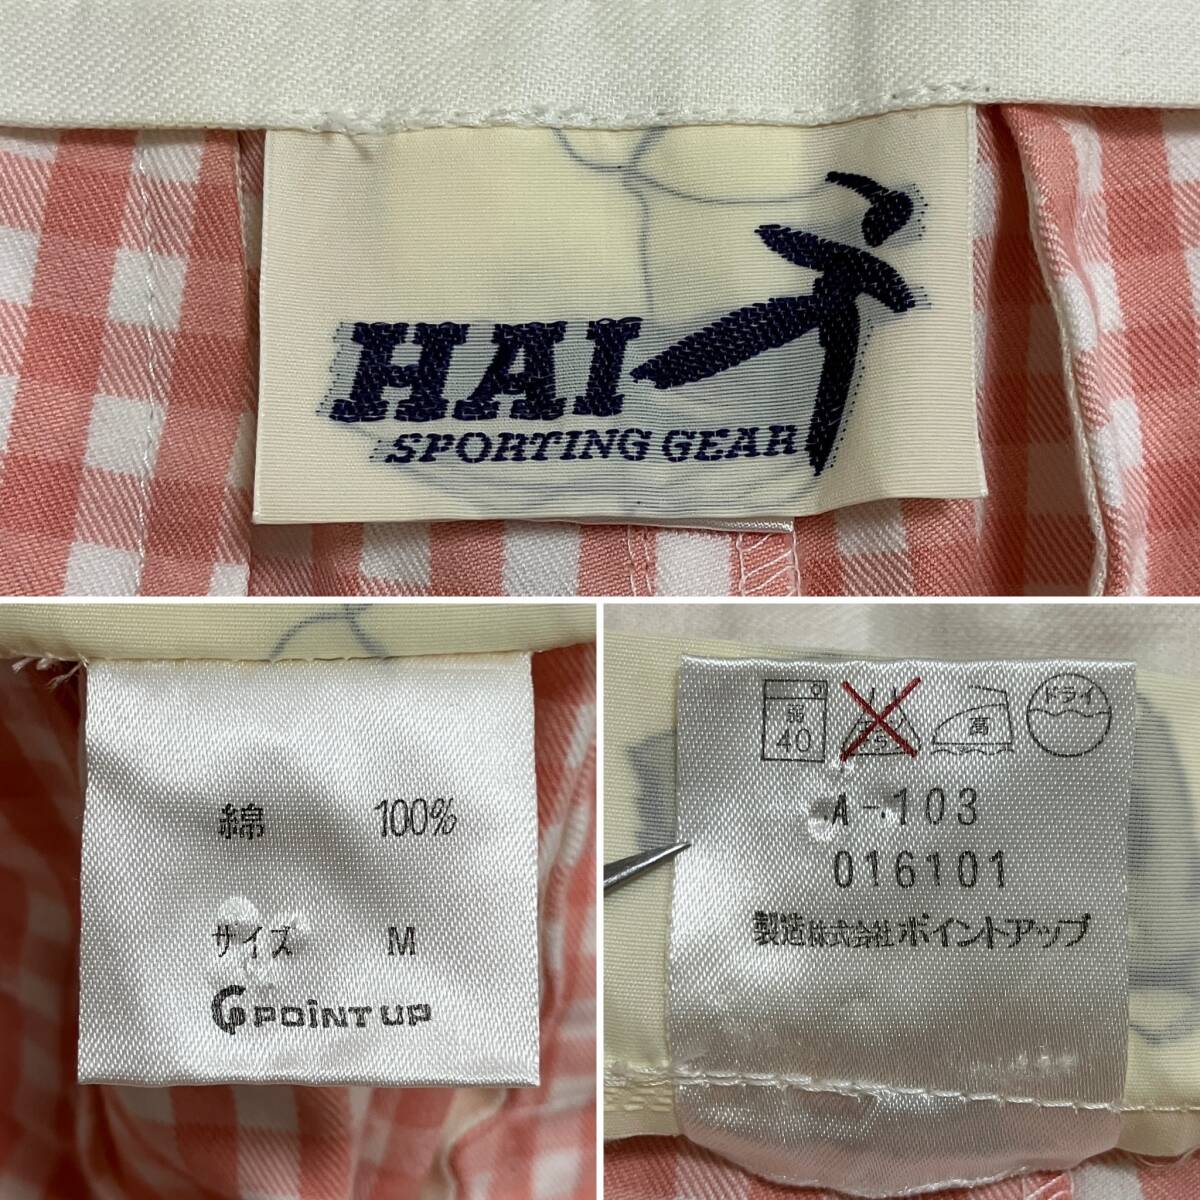 HAI
SPORTING GEAR
綿 100%
サイズ M
POINT UP
弱 40 高 ドライ
A-103
016101
製造株式会社ポイントアップ